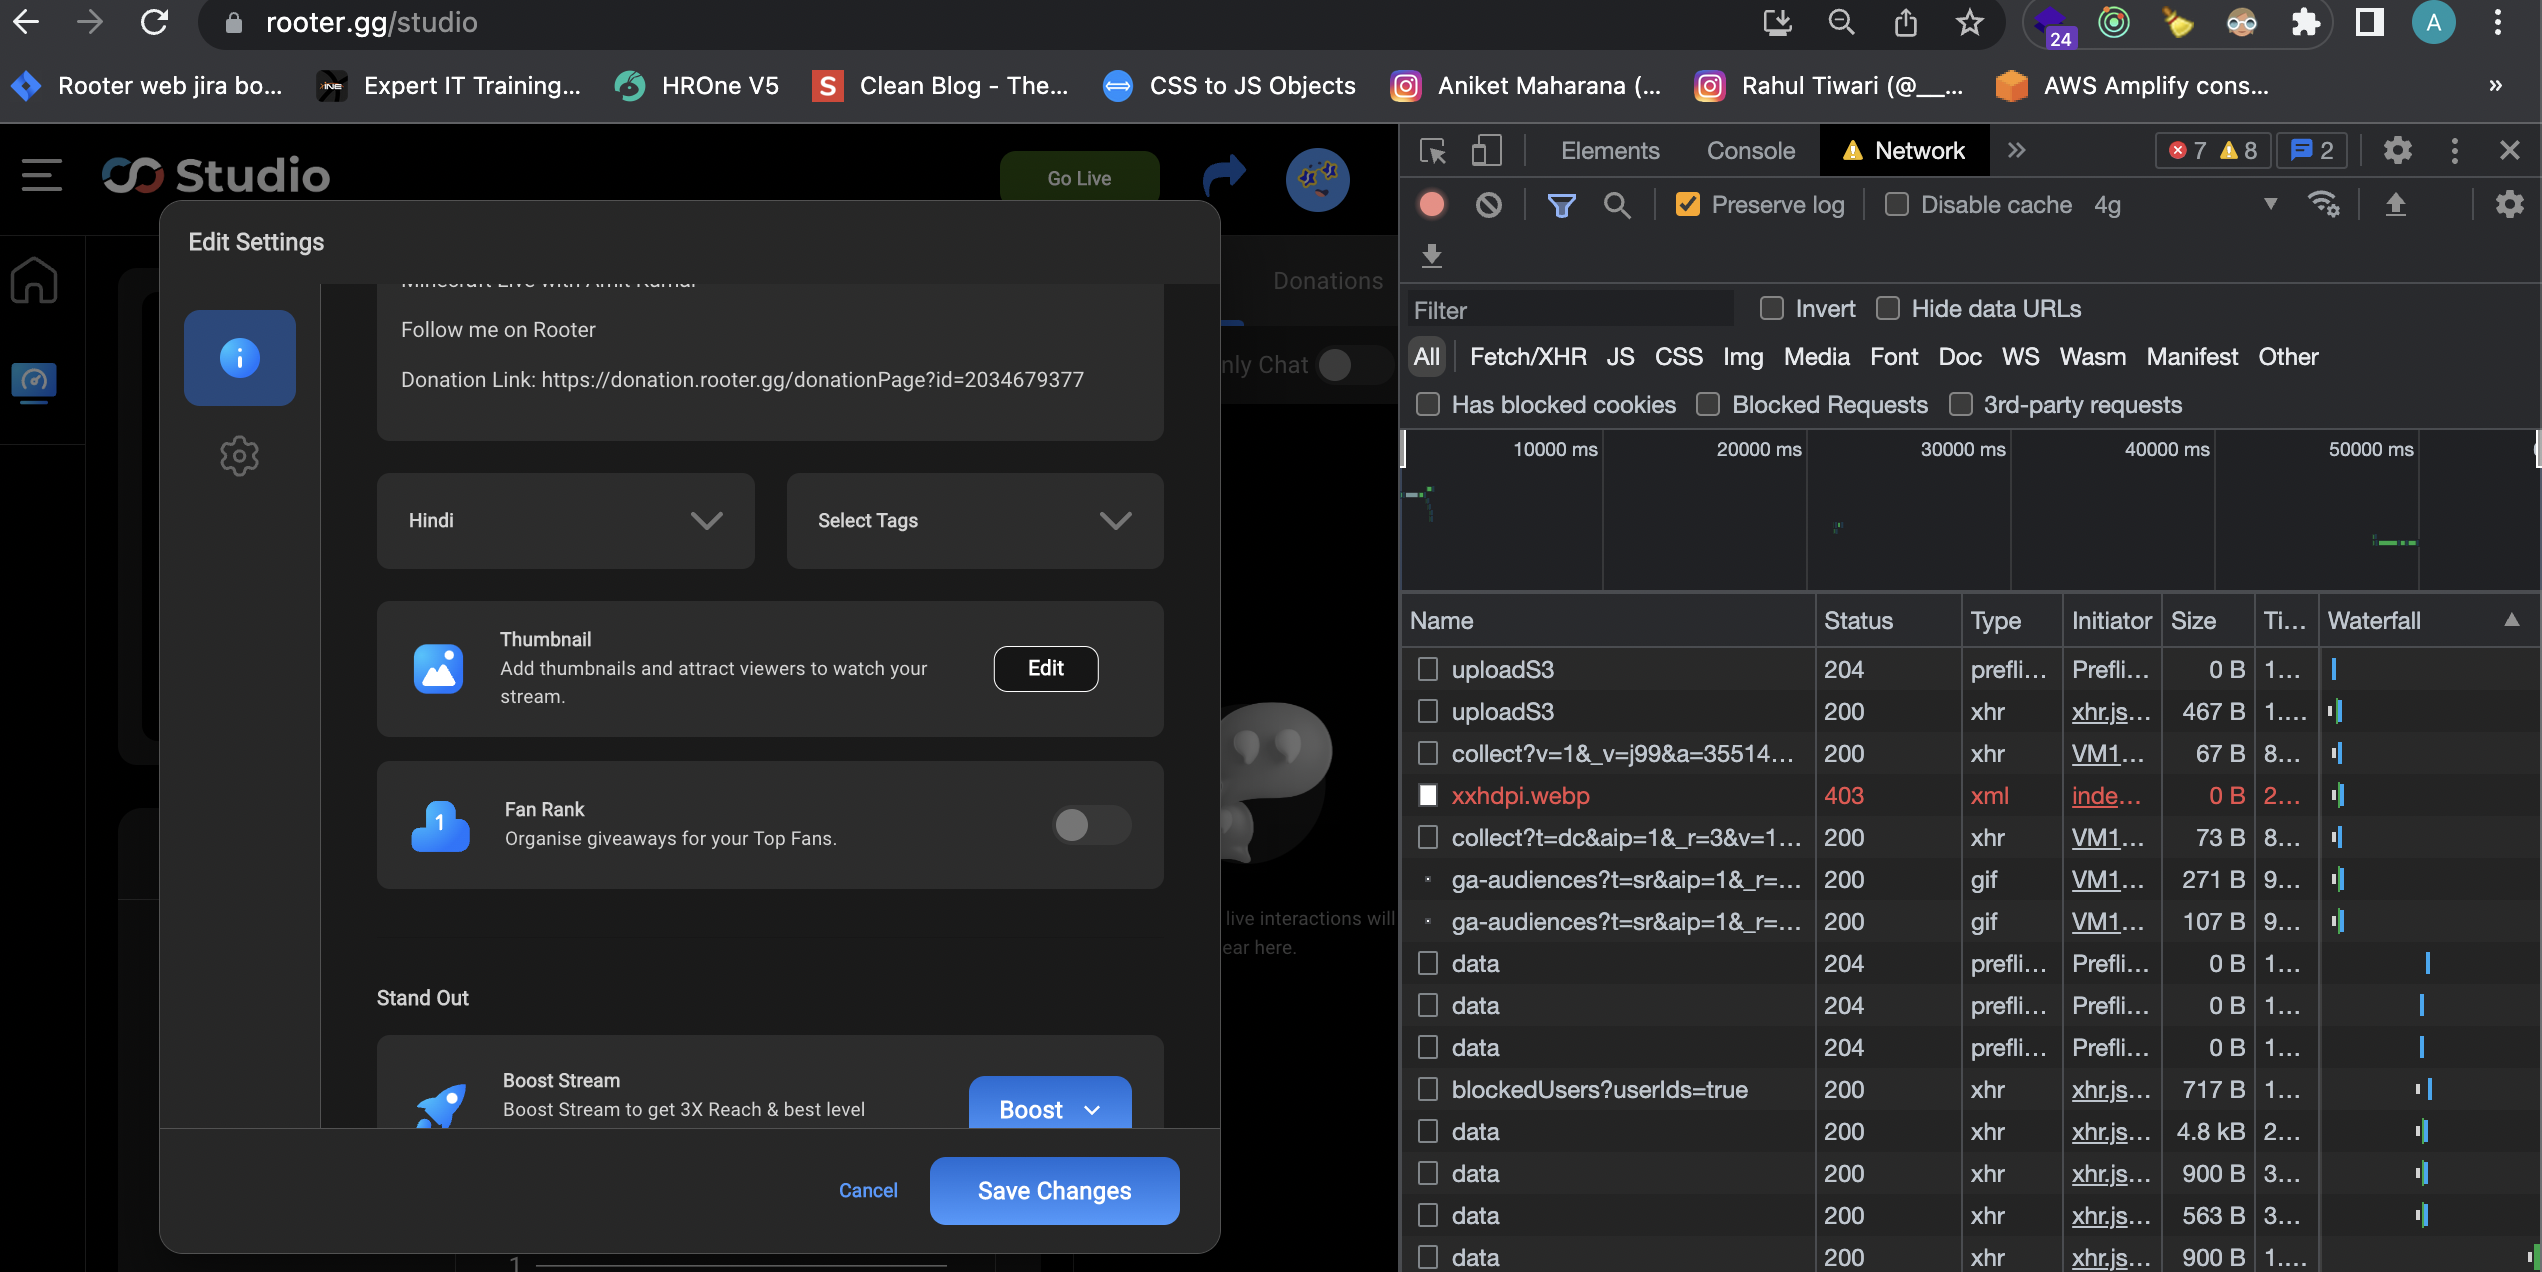 rooter.gg/studio
24
A
Rooter web jira bo...
Expert IT Training...
HROne V5
S Clean Blog - The...
CSS to JS Objects
Aniket Maharana (...
Rahul Tiwari (@___...
AWS Amplify cons...
»
Studio
Go Live
Edit Settings
Donations
nly Chat
Follow me on Rooter
Donation Link: https://donation.rooter.gg/donationPage?id=2034679377
Hindi
Select Tags
Thumbnail
Add thumbnails and attract viewers to watch your
stream.
Edit
1
Fan Rank
Organise giveaways for your Top Fans.
live interactions will
ear here.
Stand Out
Boost Stream
Boost Stream to get 3X Reach & best level
Boost
Cancel
Save Changes
1
Elements Console Network » 7 8 2
Preserve log Disable cache 4g
Filter Invert Hide data URLs
All Fetch/XHR JS CSS Img Media Font Doc WS Wasm Manifest Other
Has blocked cookies Blocked Requests 3rd-party requests
10000 ms 20000 ms 30000 ms 40000 ms 50000 ms
Name Status Type Initiator Size Ti... Waterfall
uploadS3 204 prefli... Prefli... 0 B 1...
uploadS3 200 xhr xhr.js... 467 B 1....
collect?v=1&_v=j99&a=35514... 200 xhr VM1... 67 B 8...
xxhdpi.webp 403 xml inde... 0 B 2...
collect?t=dc&aip=1&_r=3&v=1... 200 xhr VM1... 73 B 8...
ga-audiences?t=sr&aip=1&_r=... 200 gif VM1... 271 B 9...
ga-audiences?t=sr&aip=1&_r=... 200 gif VM1... 107 B 9...
data 204 prefli... Prefli... 0 B 1...
data 204 prefli... Prefli... 0 B 1...
data 204 prefli... Prefli... 0 B 1...
blockedUsers?userIds=true 200 xhr xhr.js... 717 B 1...
data 200 xhr xhr.js... 4.8 kB 2...
data 200 xhr xhr.js... 900 B 3...
data 200 xhr xhr.js... 563 B 3...
data 200 xhr xhr.js... 900 B 1....